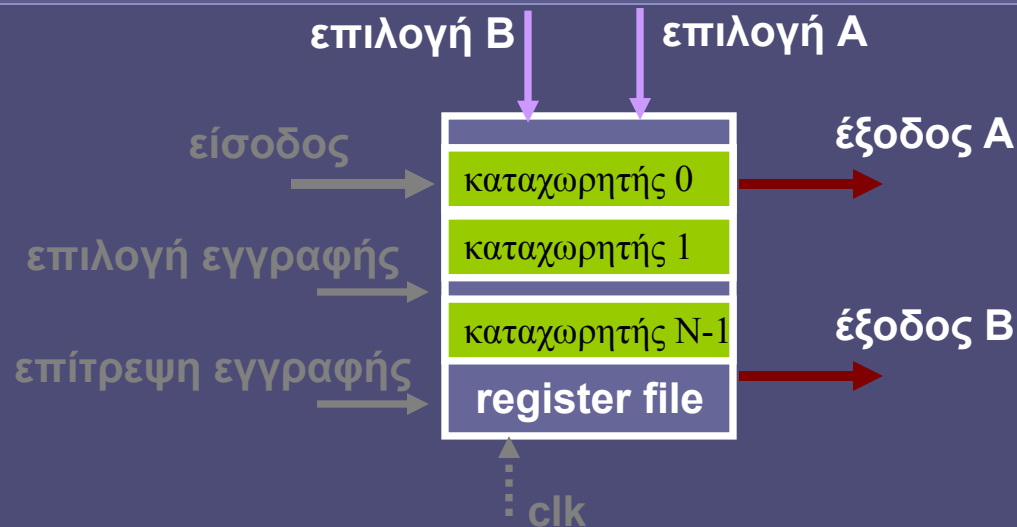 επιλογή B
επιλογή A
είσοδος
έξοδος A
καταχωρητής 0
επιλογή εγγραφής
καταχωρητής 1
καταχωρητής N-1
έξοδος B
επίτρεψη εγγραφής
register file
clk